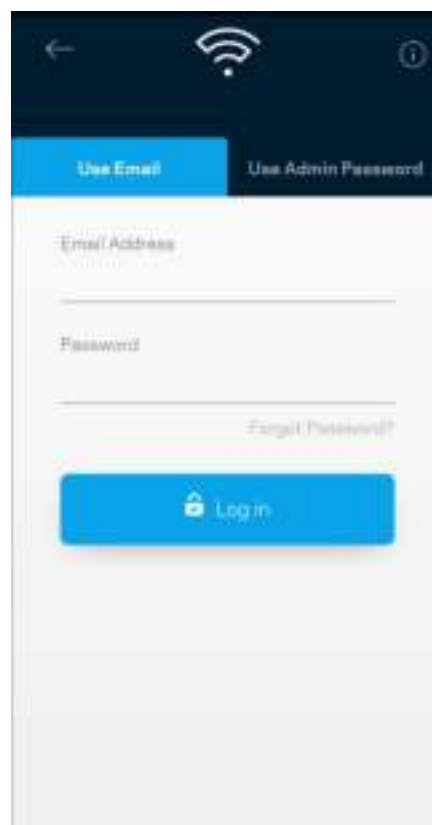 Use Email
Use Admin Password
Email Address
Password
Forgot Password?
Log in